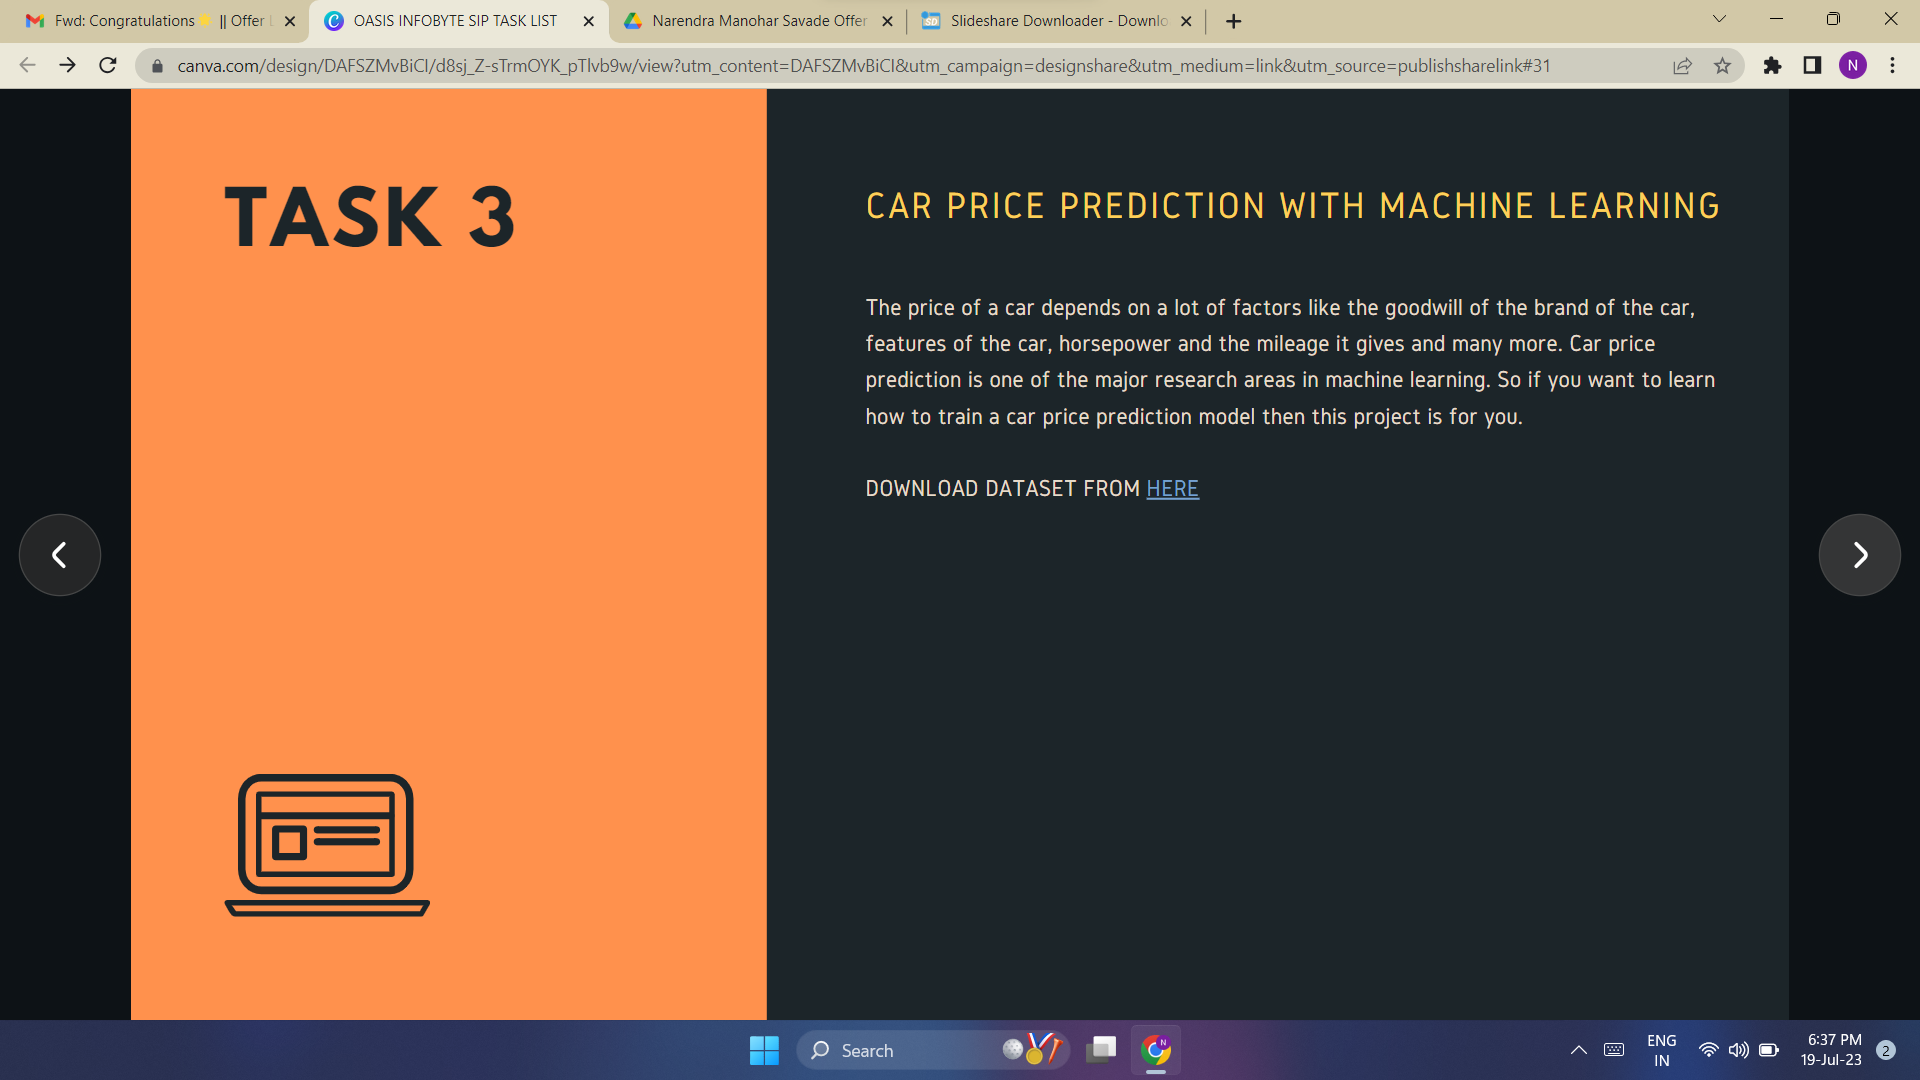 Fwd: Congratulations🌟 || Offer
OASIS INFOBYTE SIP TASK LIST
Narendra Manohar Savade Offer
Slideshare Downloader - Downlo
canva.com/design/DAFSZMvBiCI/d8sj_Z-sTrmOYK_pTlvb9w/view?utm_content=DAFSZMvBiCI&utm_campaign=designshare&utm_medium=link&utm_source=publishsharelink#31
N
TASK 3
CAR PRICE PREDICTION WITH MACHINE LEARNING
The price of a car depends on a lot of factors like the goodwill of the brand of the car,
features of the car, horsepower and the mileage it gives and many more. Car price
prediction is one of the major research areas in machine learning. So if you want to learn
how to train a car price prediction model then this project is for you.
DOWNLOAD DATASET FROM HERE
Search
ENG
IN
6:37 PM
19-Jul-23
2